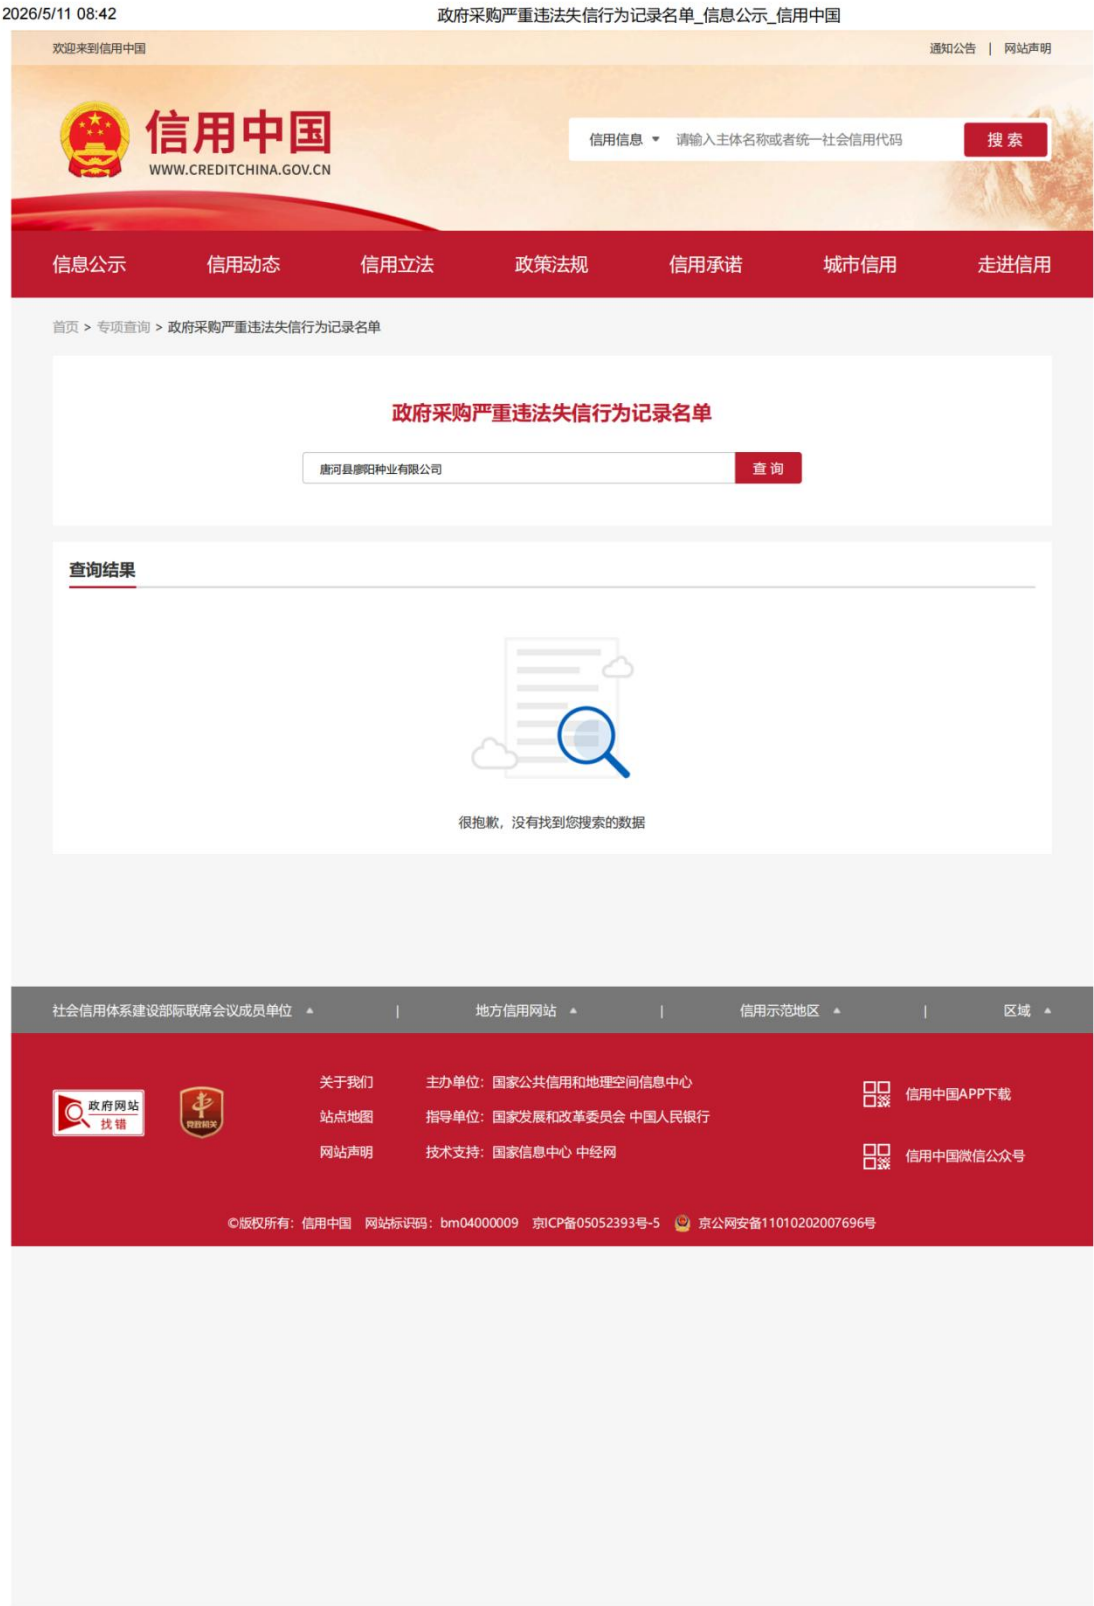 2026/5/11 08:42 政府采购严重违法失信行为记录名单_信息公示_信用中国
欢迎来到信用中国 通知公告 | 网站声明
信用中国
WWW.CREDITCHINA.GOV.CN
信用信息 请输入主体名称或者统一社会信用代码 搜索
信息公示 信用动态 信用立法 政策法规 信用承诺 城市信用 走进信用
首页 > 专项查询 > 政府采购严重违法失信行为记录名单
政府采购严重违法失信行为记录名单
唐河县廖阳种业有限公司 查询
查询结果
很抱歉，没有找到您搜索的数据
社会信用体系建设部际联席会议成员单位 | 地方信用网站 | 信用示范地区 | 区域
政府网站
找错
党政机关
关于我们 主办单位：国家公共信用和地理空间信息中心
站点地图 指导单位：国家发展和改革委员会 中国人民银行
网站声明 技术支持：国家信息中心 中经网
信用中国APP下载
信用中国微信公众号
©版权所有：信用中国 网站标识码：bm04000009 京ICP备05052393号-5 京公网安备11010202007696号